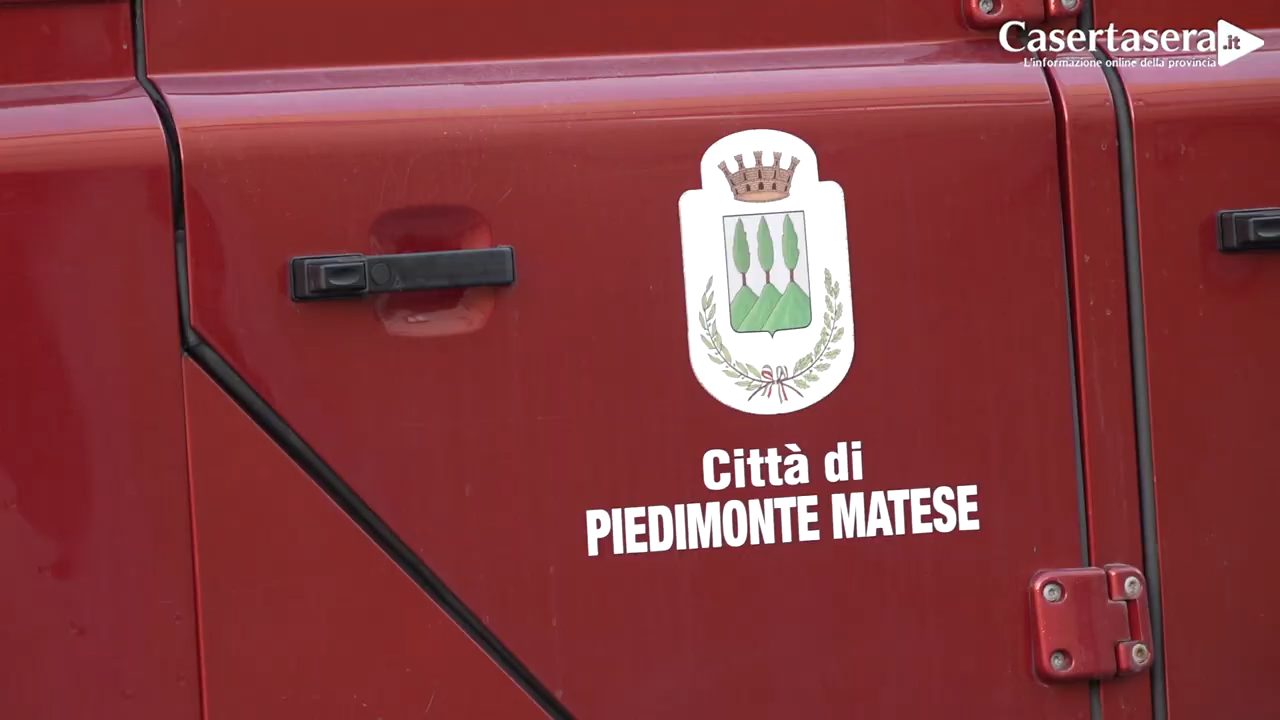 Casertasera.it
L'informazione online della provincia
Città di
PIEDIMONTE MATESE